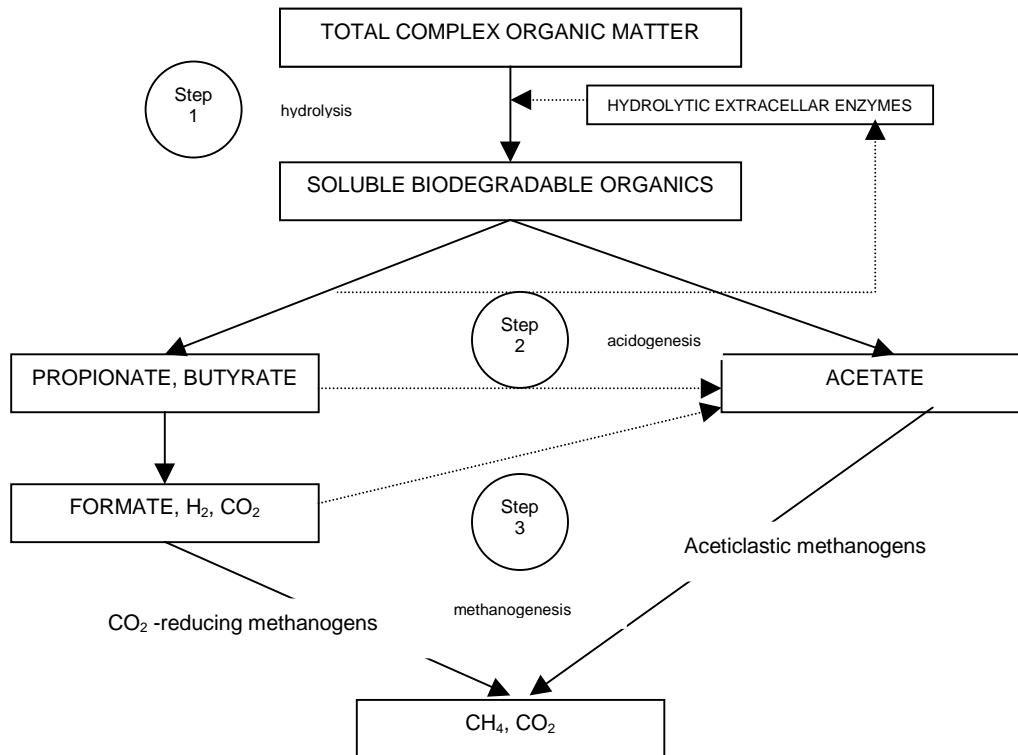 TOTAL COMPLEX ORGANIC MATTER
Step
1
hydrolysis
HYDROLYTIC EXTRACELLAR ENZYMES
SOLUBLE BIODEGRADABLE ORGANICS
Step
2
acidogenesis
PROPIONATE, BUTYRATE
ACETATE
FORMATE, H₂, CO₂
Step
3
Aceticlastic methanogens
methanogenesis
CO₂ -reducing methanogens
CH₄, CO₂